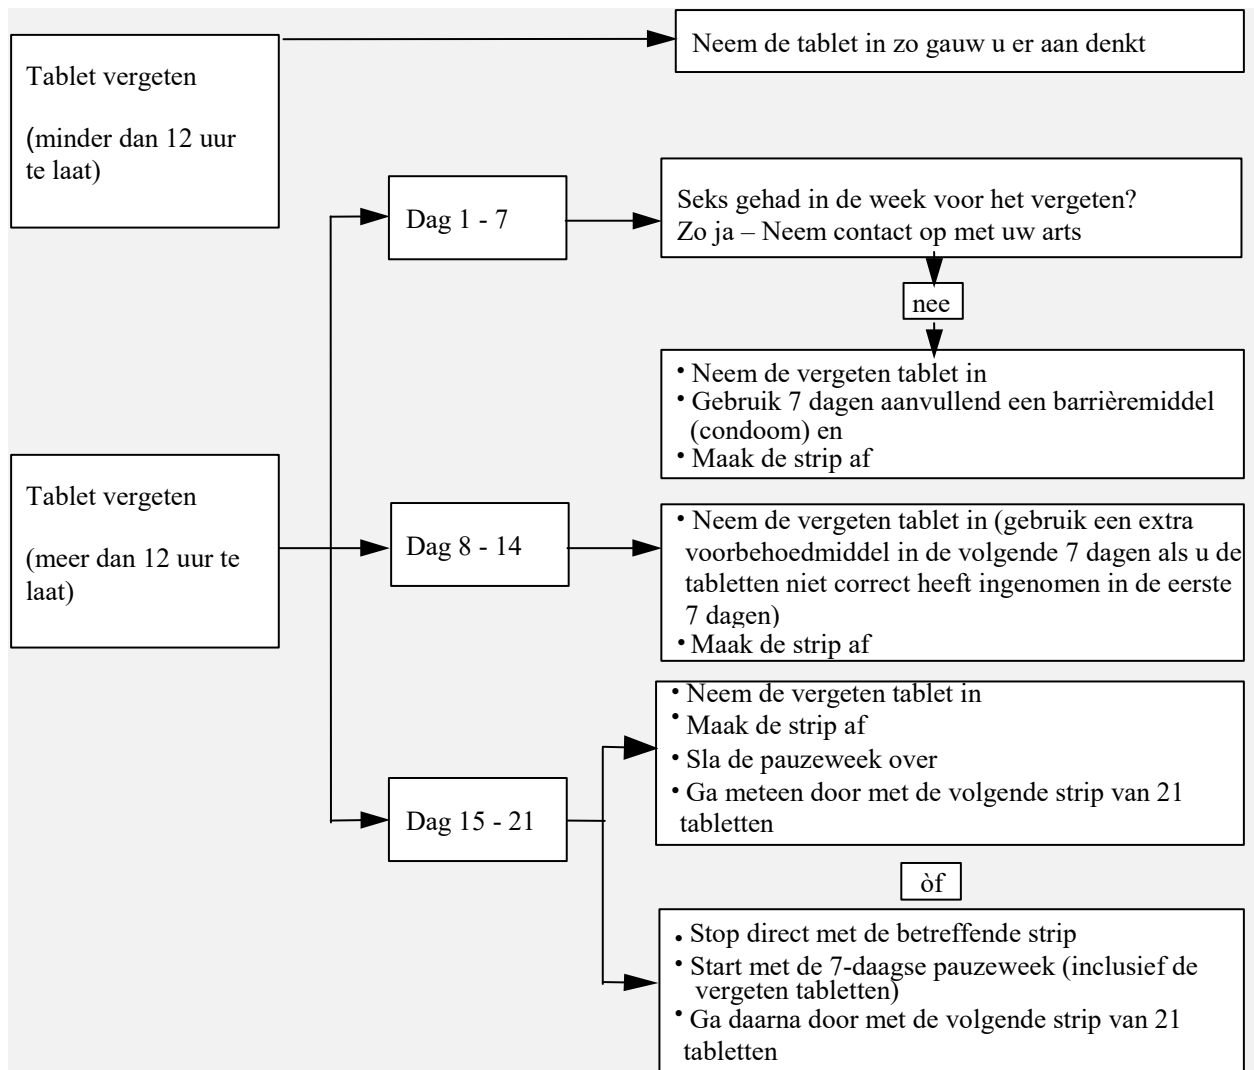 Neem de tablet in zo gauw u er aan denkt
Tablet vergeten
(minder dan 12 uur
te laat)
Dag 1 - 7
Seks gehad in de week voor het vergeten?
Zo ja – Neem contact op met uw arts
nee
• Neem de vergeten tablet in
• Gebruik 7 dagen aanvullend een barrièremiddel
(condoom) en
• Maak de strip af
Tablet vergeten
(meer dan 12 uur te
laat)
Dag 8 - 14
• Neem de vergeten tablet in (gebruik een extra
voorbehoedmiddel in de volgende 7 dagen als u de
tabletten niet correct heeft ingenomen in de eerste
7 dagen)
• Maak de strip af
Dag 15 - 21
• Neem de vergeten tablet in
• Maak de strip af
• Sla de pauzeweek over
• Ga meteen door met de volgende strip van 21
tabletten
òf
• Stop direct met de betreffende strip
• Start met de 7-daagse pauzeweek (inclusief de
vergeten tabletten)
• Ga daarna door met de volgende strip van 21
tabletten